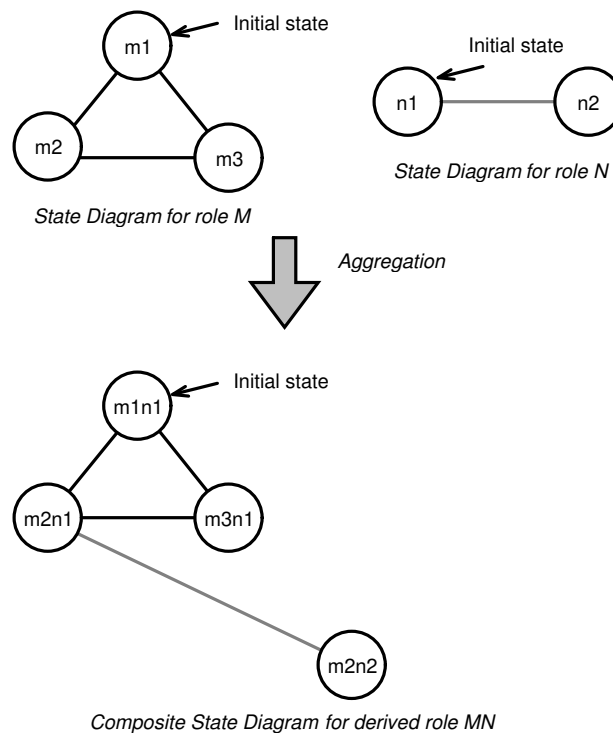 m1
Initial state
m2
m3
State Diagram for role M
Initial state
n1
n2
State Diagram for role N
Aggregation
m1n1
Initial state
m2n1
m3n1
m2n2
Composite State Diagram for derived role MN